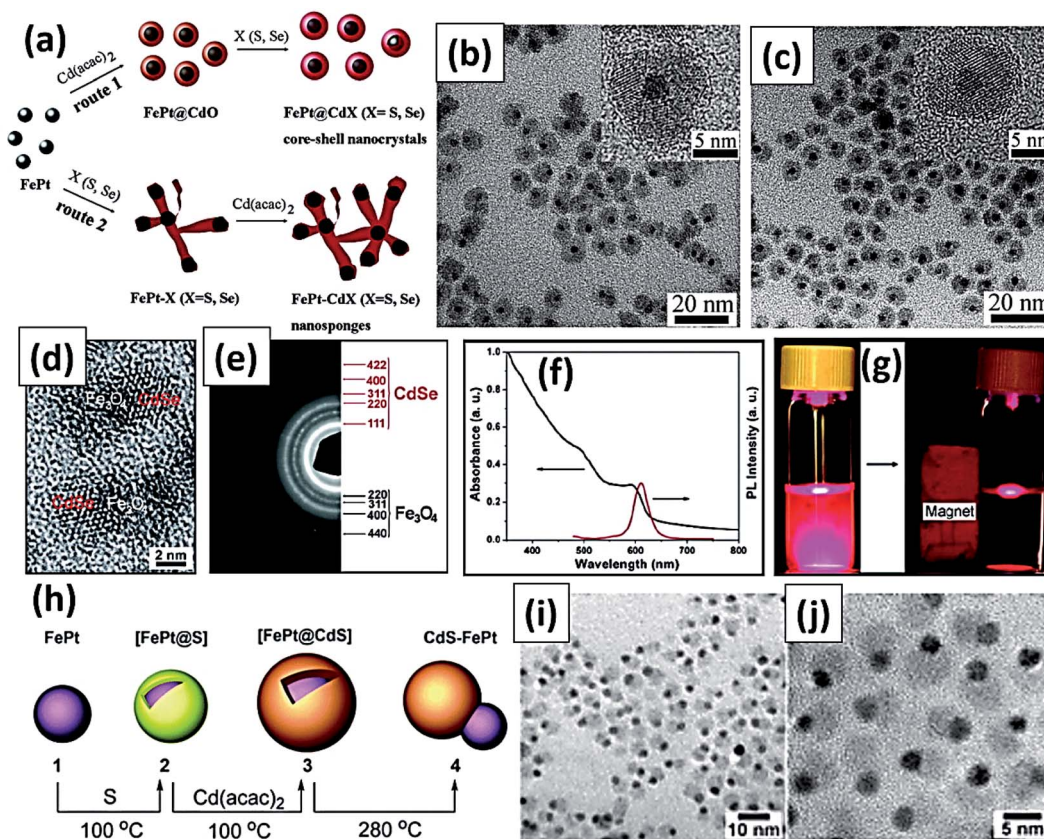 (a)
X (S, Se)
Cd(acac)2
route 1
FePt@CdO
FePt@CdX (X= S, Se)
core-shell nanocrystals
FePt
X (S, Se)
route 2
Cd(acac)2
FePt-X (X=S, Se)
FePt-CdX (X=S, Se)
nanosponges
(b)
5 nm
20 nm
(c)
5 nm
20 nm
(d)
Fe3O4 CdSe
CdSe Fe3O4
2 nm
(e)
422
400
311
220
111
CdSe
220
311
400
440
Fe3O4
(f)
Absorbance (a. u.)
1.0
0.8
0.6
0.4
0.2
0.0
400 500 600 700 800
Wavelength (nm)
PL Intensity (a. u.)
(g)
Magnet
(h)
FePt [FePt@S] [FePt@CdS] CdS-FePt
1 2 3 4
S Cd(acac)2
100 °C 100 °C 280 °C
(i)
10 nm
(j)
5 nm